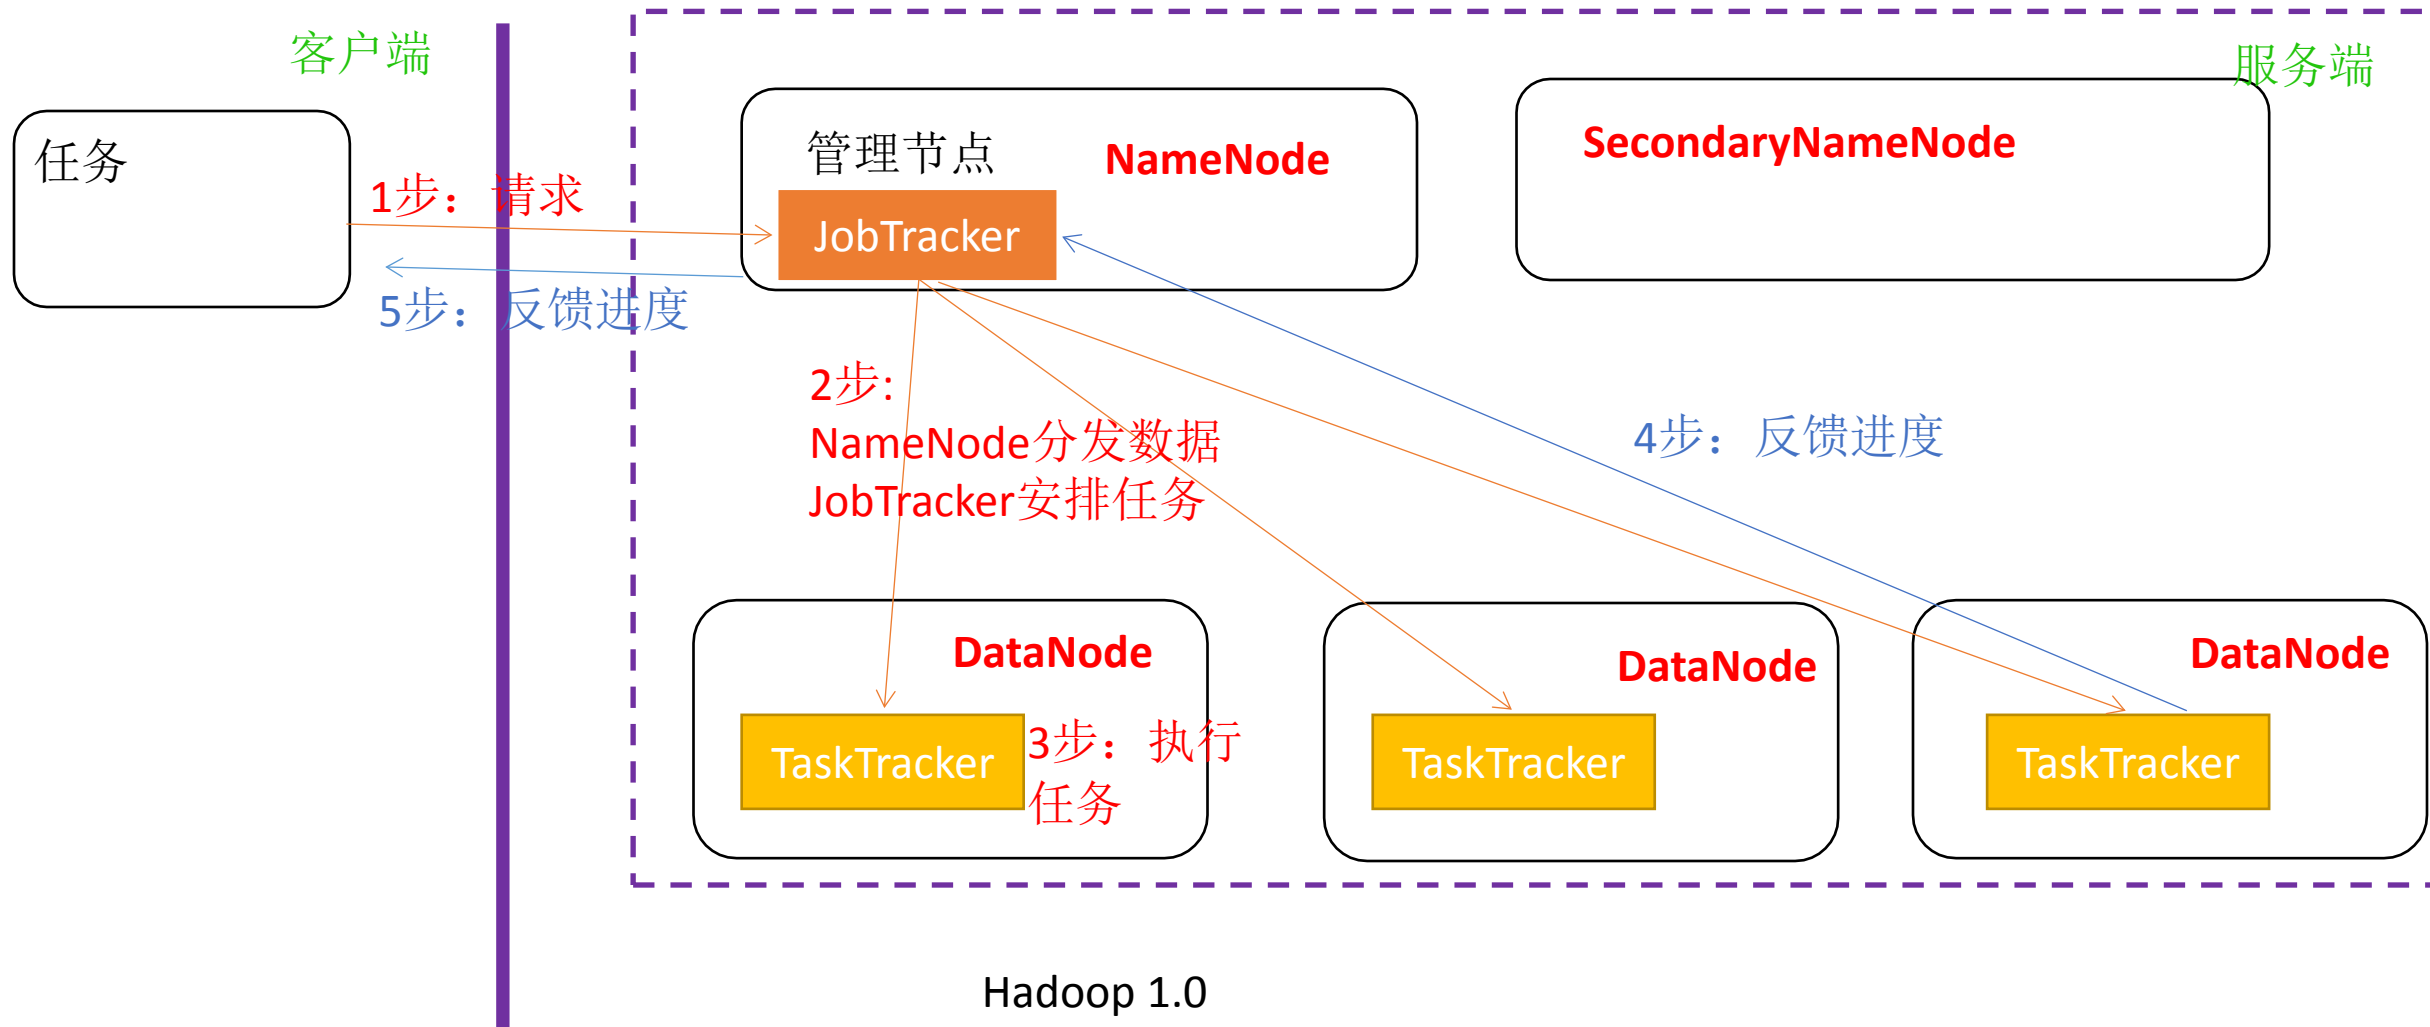 客户端
服务端
任务
管理节点
NameNode
SecondaryNameNode
1步：请求
JobTracker
5步：反馈进度
2步:
NameNode分发数据
JobTracker安排任务
4步：反馈进度
DataNode
DataNode
DataNode
TaskTracker
3步：执行
任务
TaskTracker
TaskTracker
Hadoop 1.0